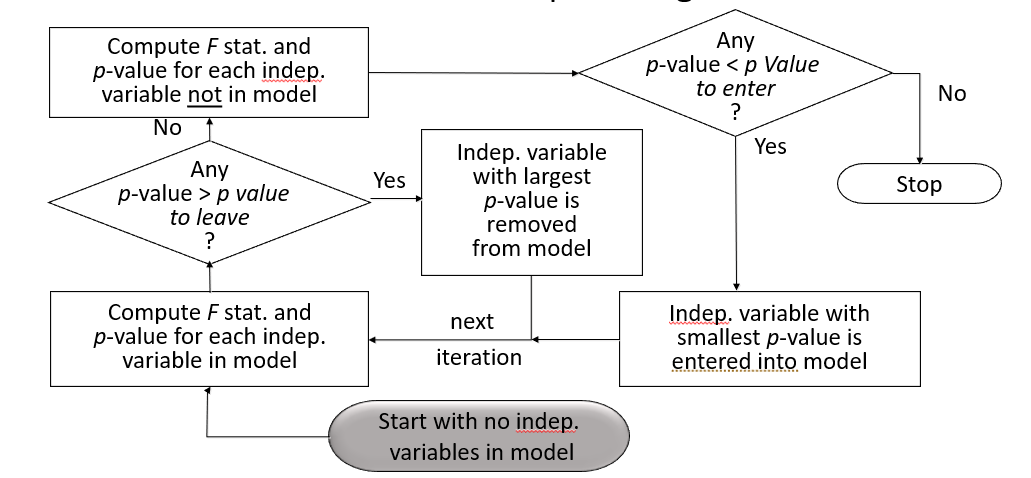 Compute F stat. and
p-value for each indep.
variable not in model
Any
p-value < p Value
to enter
?
No
Yes
Stop
No
Any
p-value > p value
to leave
?
Yes
Indep. variable
with largest
p-value is
removed
from model
Compute F stat. and
p-value for each indep.
variable in model
next
iteration
Indep. variable with
smallest p-value is
entered into model
Start with no indep.
variables in model